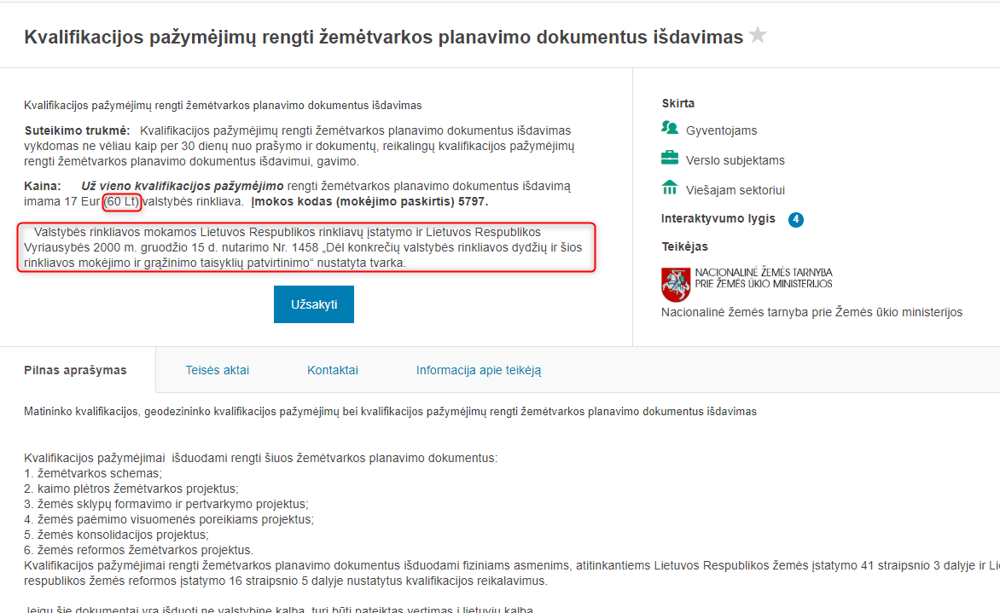 Kvalifikacijos pažymėjimų rengti žemėtvarkos planavimo dokumentus išdavimas
Kvalifikacijos pažymėjimų rengti žemėtvarkos planavimo dokumentus išdavimas
Suteikimo trukmė: Kvalifikacijos pažymėjimų rengti žemėtvarkos planavimo dokumentus išdavimas
vykdomas ne vėliau kaip per 30 dienų nuo prašymo ir dokumentų, reikalingų kvalifikacijos pažymėjimų
rengti žemėtvarkos planavimo dokumentus išdavimui, gavimo.
Kaina: Už vieno kvalifikacijos pažymėjimo rengti žemėtvarkos planavimo dokumentus išdavimą
imama 17 Eur (60 Lt) valstybės rinkliava. Įmokos kodas (mokėjimo paskirtis) 5797.
Valstybės rinkliavos mokamos Lietuvos Respublikos rinkliavų įstatymo ir Lietuvos Respublikos
Vyriausybės 2000 m. gruodžio 15 d. nutarimo Nr. 1458 „Dėl konkrečių valstybės rinkliavos dydžių ir šios
rinkliavos mokėjimo ir grąžinimo taisyklių patvirtinimo“ nustatyta tvarka.
Užsakyti
Skirta
Gyventojams
Verslo subjektams
Viešajam sektoriui
Interaktyvumo lygis 4
Teikėjas
NACIONALINĖ ŽEMĖS TARNYBA
PRIE ŽEMĖS ŪKIO MINISTERIJOS
Nacionalinė žemės tarnyba prie Žemės ūkio ministerijos
Pilnas aprašymas Teisės aktai Kontaktai Informacija apie teikėją
Matininko kvalifikacijos, geodezininko kvalifikacijos pažymėjimų bei kvalifikacijos pažymėjimų rengti žemėtvarkos planavimo dokumentus išdavimas
Kvalifikacijos pažymėjimai išduodami rengti šiuos žemėtvarkos planavimo dokumentus:
1. žemėtvarkos schemas;
2. kaimo plėtros žemėtvarkos projektus;
3. žemės sklypų formavimo ir pertvarkymo projektus;
4. žemės paėmimo visuomenės poreikiams projektus;
5. žemės konsolidacijos projektus;
6. žemės reformos žemėtvarkos projektus.
Kvalifikacijos pažymėjimai rengti žemėtvarkos planavimo dokumentus išduodami fiziniams asmenims, atitinkantiems Lietuvos Respublikos žemės įstatymo 41 straipsnio 3 dalyje ir Li
respublikos žemės reformos įstatymo 16 straipsnio 5 dalyje nustatytus kvalifikacijos reikalavimus.
Jeigu šie dokumentai yra išduoti ne valstybine kalba, turi būti pateiktas vertimas į lietuvių kalbą.